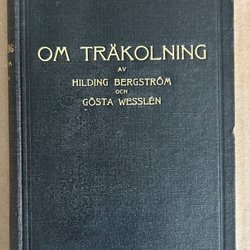 OM TRÄKOLNING
AV
HILDING BERGSTRÖM
OCH
GÖSTA WESSLÉN